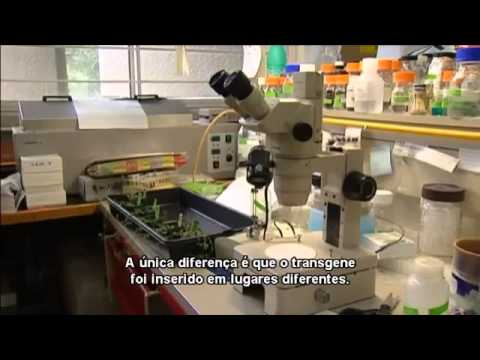 A única diferença é que o transgene
foi inserido em lugares diferentes.